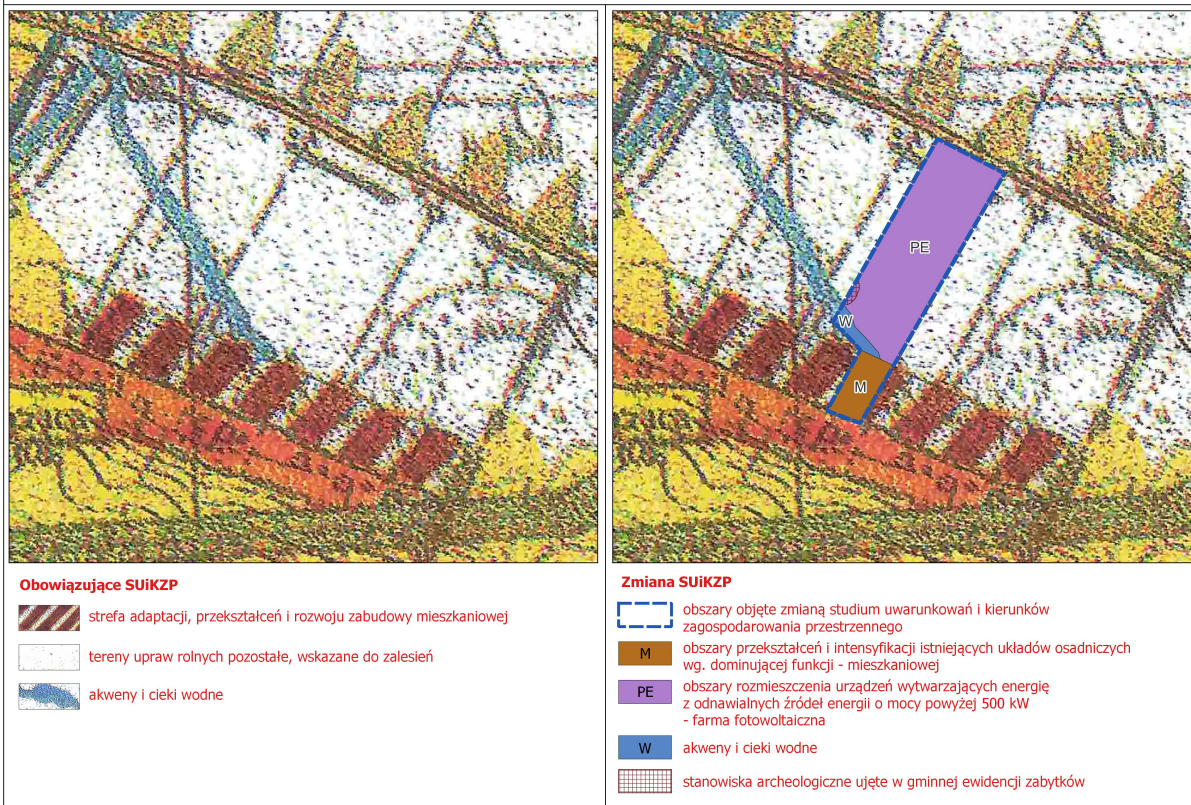 PE
W
M
Obowiązujące SUiKZP
strefa adaptacji, przekształceń i rozwoju zabudowy mieszkaniowej
tereny upraw rolnych pozostałe, wskazane do zalesień
akweny i cieki wodne
Zmiana SUiKZP
obszary objęte zmianą studium uwarunkowań i kierunków
zagospodarowania przestrzennego
M
obszary przekształceń i intensyfikacji istniejących układów osadniczych
wg. dominującej funkcji - mieszkaniowej
PE
obszary rozmieszczenia urządzeń wytwarzających energię
z odnawialnych źródeł energii o mocy powyżej 500 kW
- farma fotowoltaiczna
W
akweny i cieki wodne
stanowiska archeologiczne ujęte w gminnej ewidencji zabytków